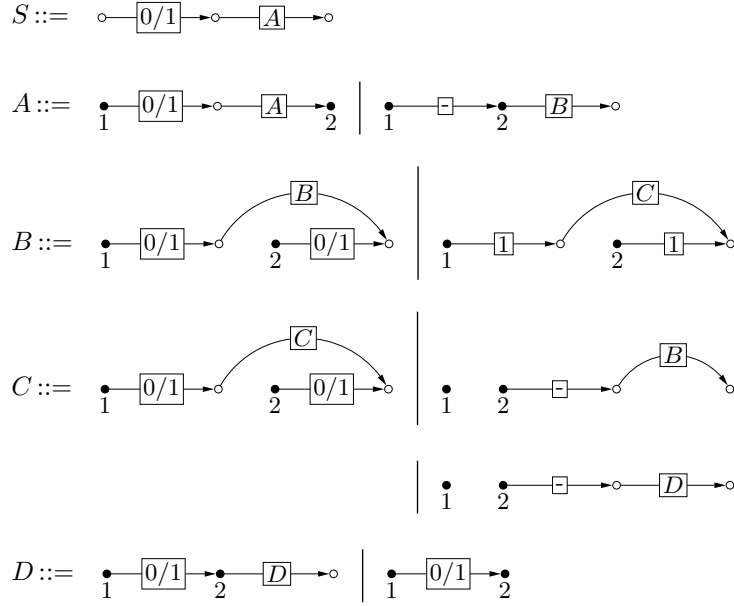 S ::= 0/1 A
A ::= 0/1 A | - B
1 2 1 2
B C
B ::= 0/1 0/1 | 1 1
1 2 1 2
C B
C ::= 0/1 0/1 | -
1 2 1 2
| - D
1 2
D ::= 0/1 D | 0/1
1 2 1 2